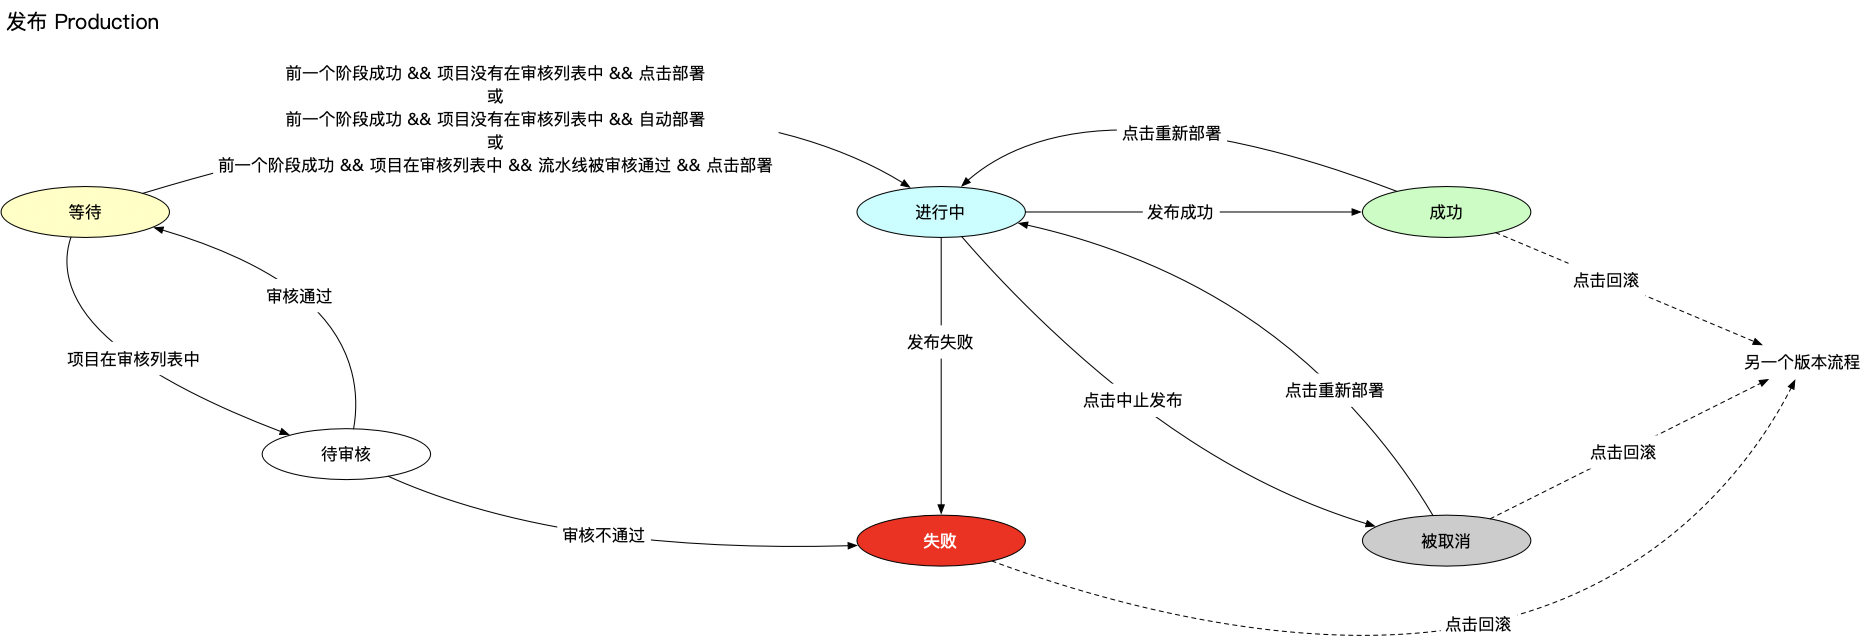 发布 Production
前一个阶段成功 && 项目没有在审核列表中 && 点击部署
或
前一个阶段成功 && 项目没有在审核列表中 && 自动部署
或
前一个阶段成功 && 项目在审核列表中 && 流水线被审核通过 && 点击部署
点击重新部署
等待
进行中
发布成功
成功
点击回滚
审核通过
发布失败
项目在审核列表中
另一个版本流程
点击中止发布
点击重新部署
待审核
点击回滚
审核不通过
失败
被取消
点击回滚